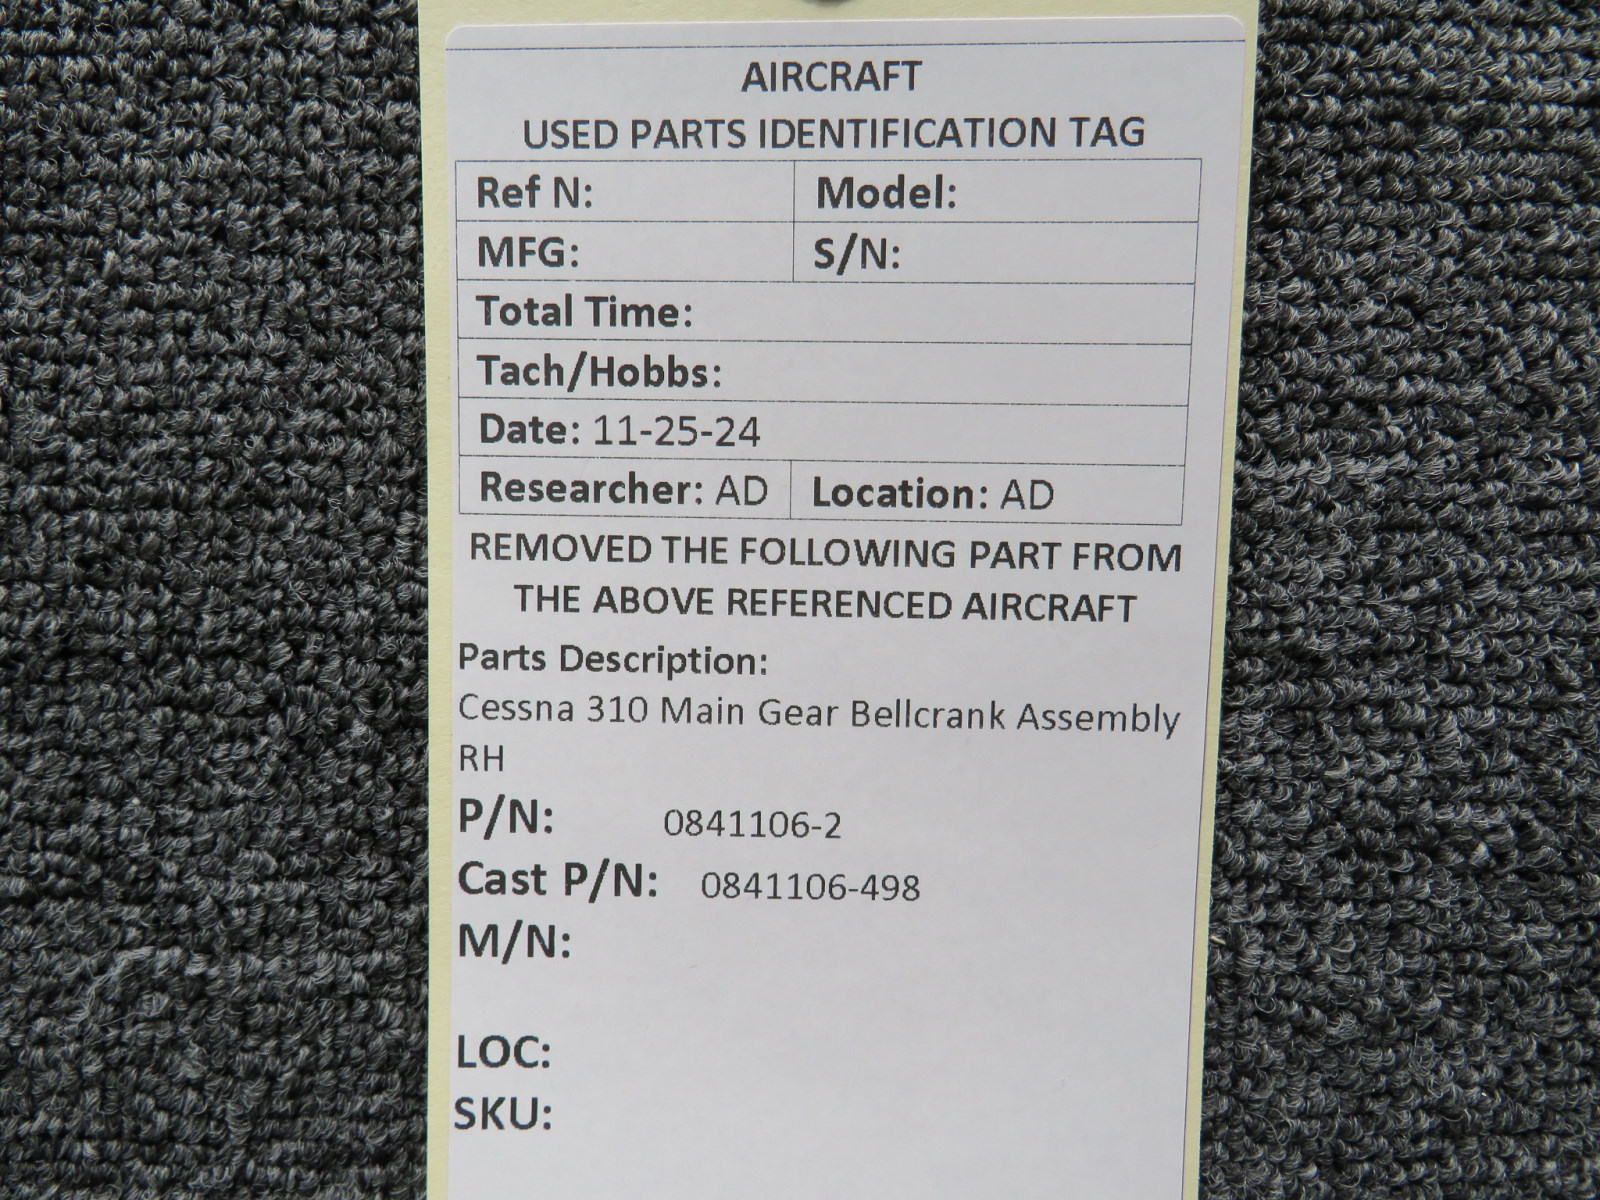 AIRCRAFT
USED PARTS IDENTIFICATION TAG
Ref N: Model:
MFG: S/N:
Total Time:
Tach/Hobbs:
Date: 11-25-24
Researcher: AD Location: AD
REMOVED THE FOLLOWING PART FROM
THE ABOVE REFERENCED AIRCRAFT
Parts Description:
Cessna 310 Main Gear Bellcrank Assembly
RH
P/N: 0841106-2
Cast P/N: 0841106-498
M/N:
LOC:
SKU: